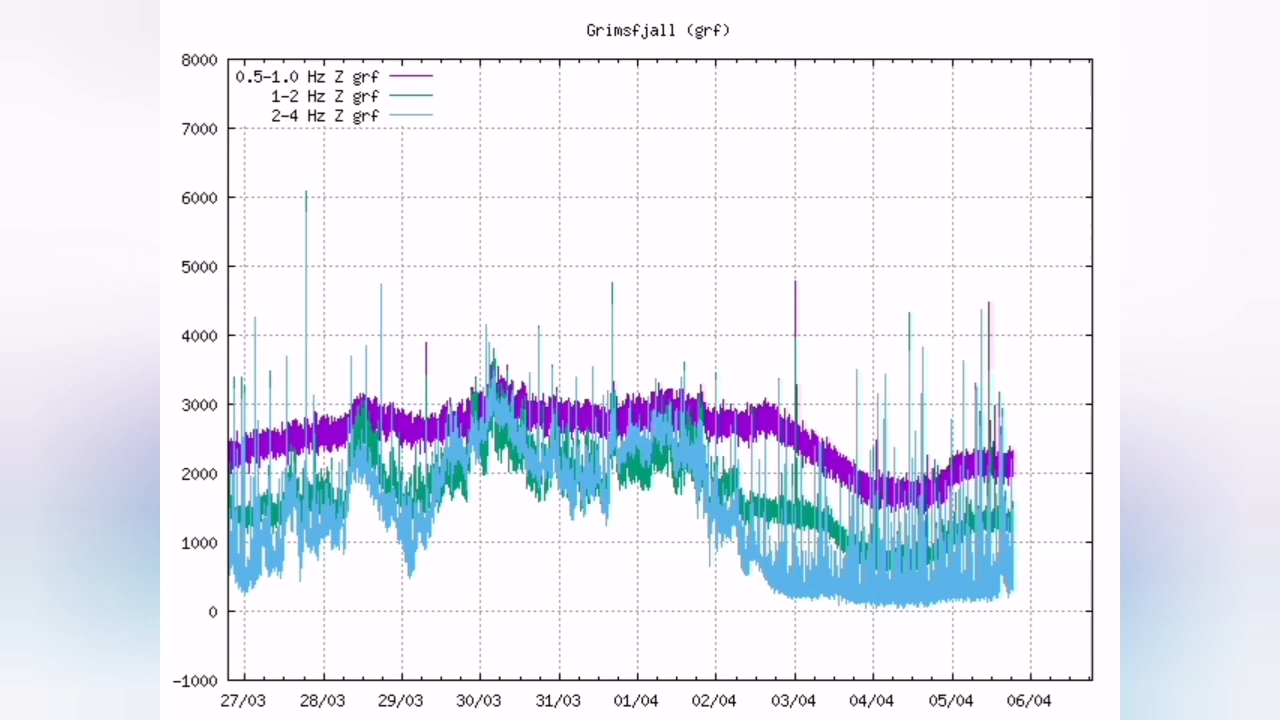 Grimsfjall (grf)
8000
0.5-1.0 Hz Z grf
1-2 Hz Z grf
2-4 Hz Z grf
7000
6000
5000
4000
3000
2000
1000
0
-1000
27/03 28/03 29/03 30/03 31/03 01/04 02/04 03/04 04/04 05/04 06/04